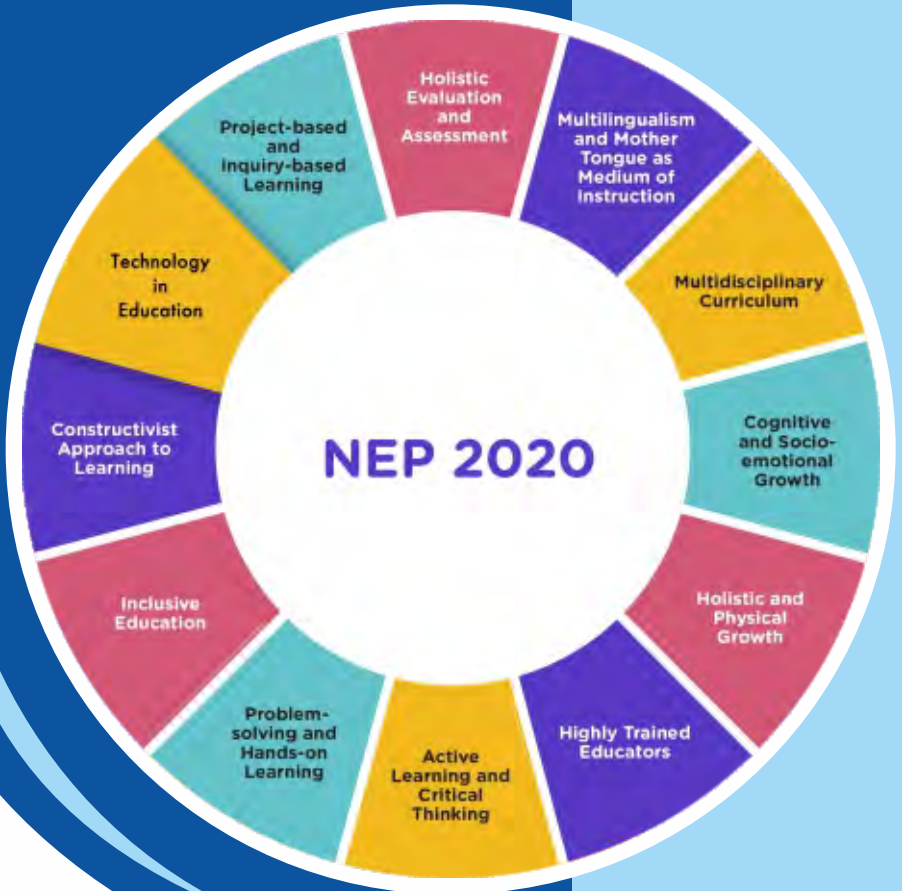 Holistic
Evaluation
and
Assessment
Multilingualism
and Mother
Tongue as
Medium of
Instruction
Multidisciplinary
Curriculum
Cognitive
and Socio-
emotional
Growth
Holistic and
Physical
Growth
Highly Trained
Educators
Active
Learning and
Critical
Thinking
Problem-
solving and
Hands-on
Learning
Inclusive
Education
Constructivist
Approach to
Learning
Technology
in
Education
Project-based
and
Inquiry-based
Learning
NEP 2020